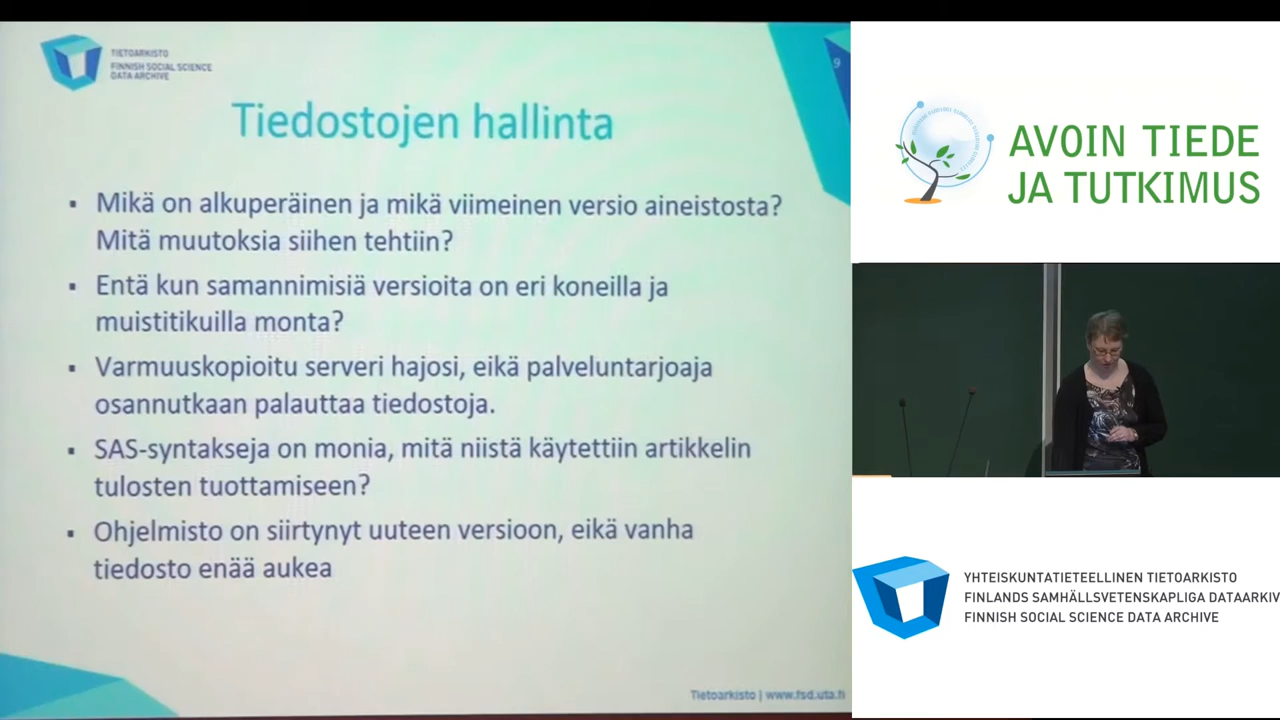 TIETOARKISTO
FINNISH SOCIAL SCIENCE
DATA ARCHIVE
9
Tiedostojen hallinta
▪ Mikä on alkuperäinen ja mikä viimeinen versio aineistosta?
Mitä muutoksia siihen tehtiin?
▪ Entä kun samannimisiä versioita on eri koneilla ja
muistitikuilla monta?
▪ Varmuuskopioitu serveri hajosi, eikä palveluntarjoaja
osannutkaan palauttaa tiedostoja.
▪ SAS-syntakseja on monia, mitä niistä käytettiin artikkelin
tulosten tuottamiseen?
▪ Ohjelmisto on siirtynyt uuteen versioon, eikä vanha
tiedosto enää aukea
Tietoarkisto | www.fsd.uta.fi
AVOIN TIEDE
JA TUTKIMUS
YHTEISKUNTATIETEELLINEN TIETOARKISTO
FINLANDS SAMHÄLLSVETENSKAPLIGA DATAARKIV
FINNISH SOCIAL SCIENCE DATA ARCHIVE